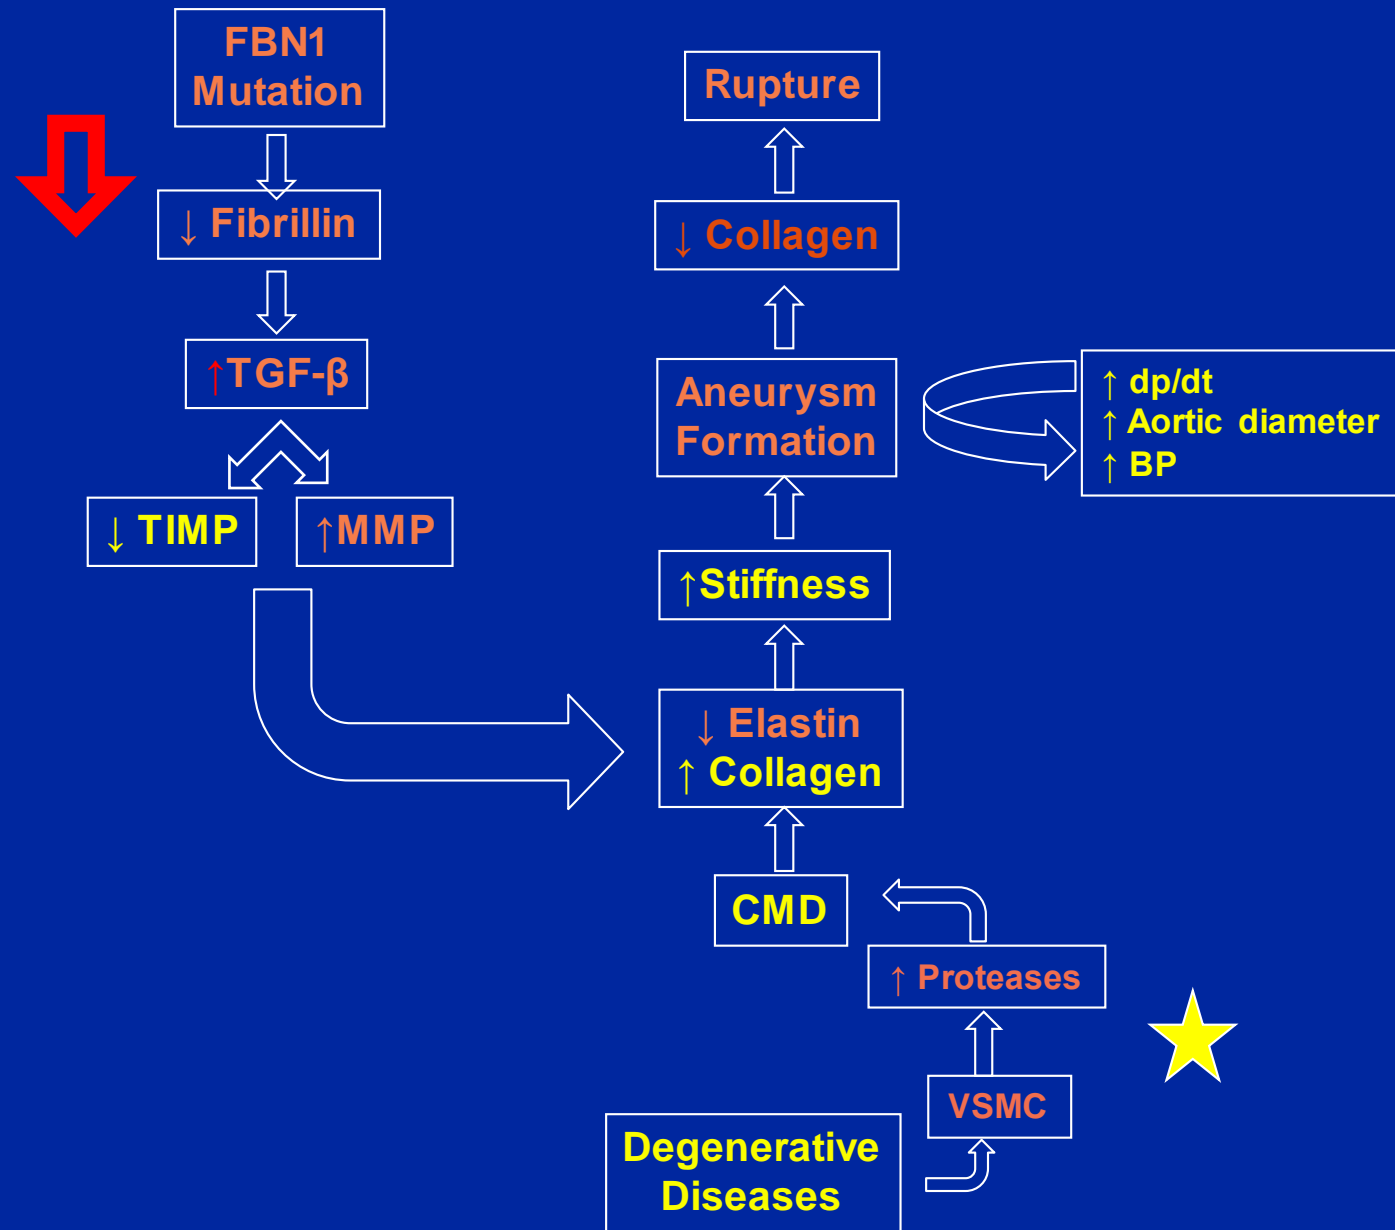 FBN1
Mutation
↓ Fibrillin
↑TGF-β
↓ TIMP
↑MMP
Rupture
↓ Collagen
Aneurysm
Formation
↑ dp/dt
↑ Aortic diameter
↑ BP
↑Stiffness
↓ Elastin
↑ Collagen
CMD
↑ Proteases
VSMC
Degenerative
Diseases